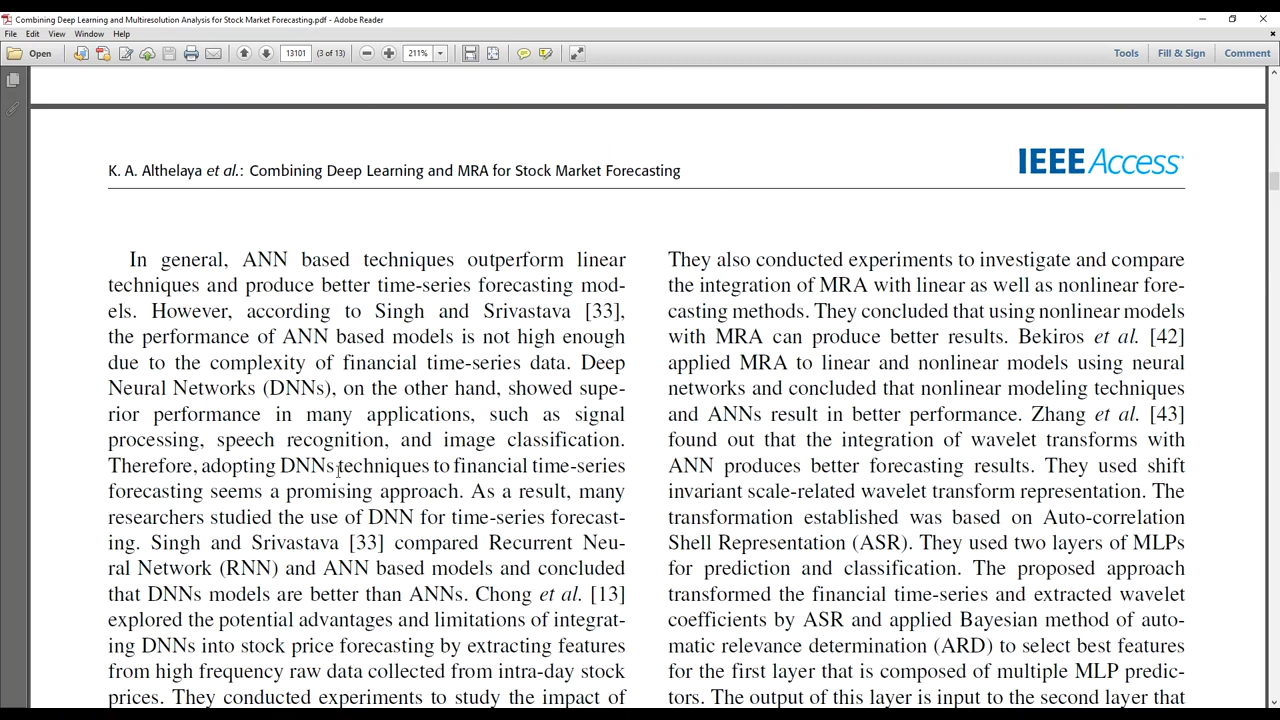 Combining Deep Learning and Multiresolution Analysis for Stock Market Forecasting.pdf - Adobe Reader
File Edit View Window Help
Open 13101 (3 of 13) 211% Tools Fill & Sign Comment
K. A. Althelaya et al.: Combining Deep Learning and MRA for Stock Market Forecasting
IEEE Access
In general, ANN based techniques outperform linear
techniques and produce better time-series forecasting mod-
els. However, according to Singh and Srivastava [33],
the performance of ANN based models is not high enough
due to the complexity of financial time-series data. Deep
Neural Networks (DNNs), on the other hand, showed supe-
rior performance in many applications, such as signal
processing, speech recognition, and image classification.
Therefore, adopting DNNs techniques to financial time-series
forecasting seems a promising approach. As a result, many
researchers studied the use of DNN for time-series forecast-
ing. Singh and Srivastava [33] compared Recurrent Neu-
ral Network (RNN) and ANN based models and concluded
that DNNs models are better than ANNs. Chong et al. [13]
explored the potential advantages and limitations of integrat-
ing DNNs into stock price forecasting by extracting features
from high frequency raw data collected from intra-day stock
prices. They conducted experiments to study the impact of
They also conducted experiments to investigate and compare
the integration of MRA with linear as well as nonlinear fore-
casting methods. They concluded that using nonlinear models
with MRA can produce better results. Bekiros et al. [42]
applied MRA to linear and nonlinear models using neural
networks and concluded that nonlinear modeling techniques
and ANNs result in better performance. Zhang et al. [43]
found out that the integration of wavelet transforms with
ANN produces better forecasting results. They used shift
invariant scale-related wavelet transform representation. The
transformation established was based on Auto-correlation
Shell Representation (ASR). They used two layers of MLPs
for prediction and classification. The proposed approach
transformed the financial time-series and extracted wavelet
coefficients by ASR and applied Bayesian method of auto-
matic relevance determination (ARD) to select best features
for the first layer that is composed of multiple MLP predic-
tors. The output of this layer is input to the second layer that